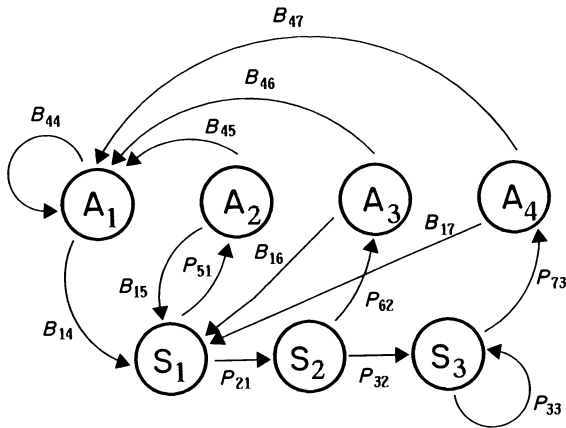 B47
B46
B44
B45
A1 A2 A3 A4
B17
B16
P51
P73
B15
P62
B14
S1 S2 S3
P21 P32
P33